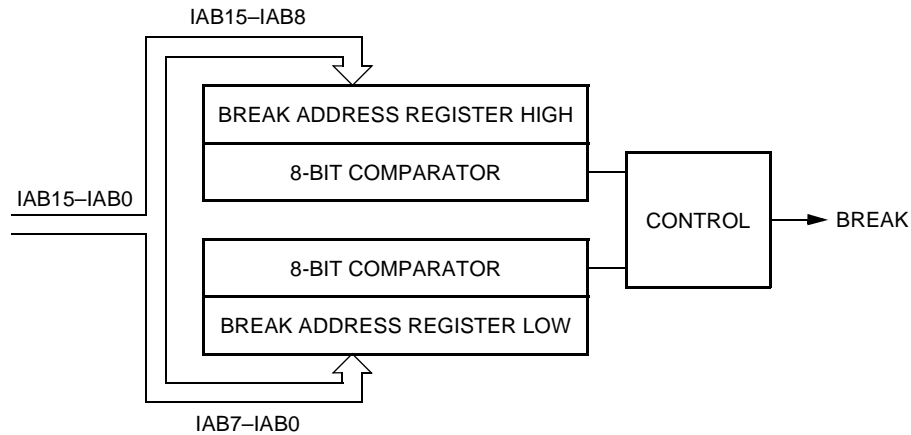 IAB15–IAB8
BREAK ADDRESS REGISTER HIGH
8-BIT COMPARATOR
IAB15–IAB0
CONTROL
BREAK
8-BIT COMPARATOR
BREAK ADDRESS REGISTER LOW
IAB7–IAB0